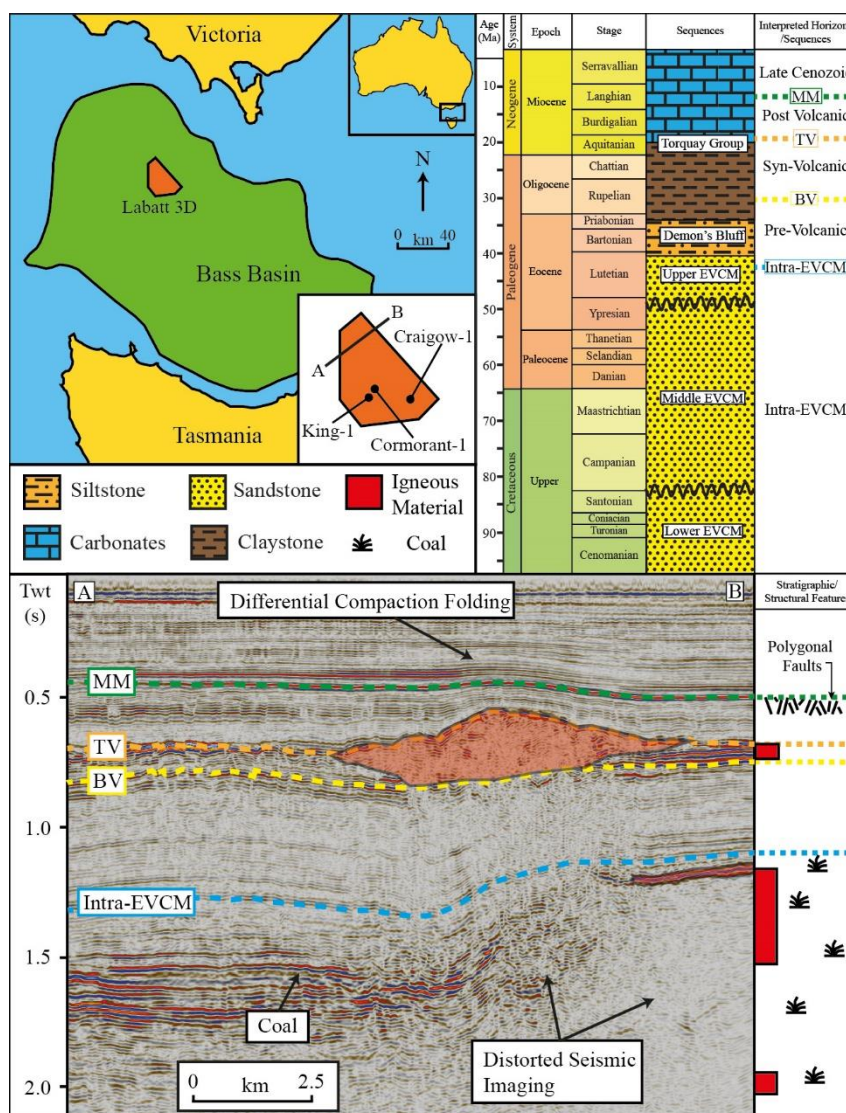 Victoria
N
Labatt 3D
0 40
km
Bass Basin
B
A
Craigow-1
King-1
Cormorant-1
Tasmania
Siltstone
Sandstone
Igneous
Material
Carbonates
Claystone
Coal
Age
(Ma)
System
Epoch
Stage
Sequences
Interpreted Horizon
/Sequences
10
20
30
40
50
60
70
80
90
Neogene
Paleogene
Cretaceous
Miocene
Oligocene
Eocene
Paleocene
Upper
Serravallian
Langhian
Burdigalian
Aquitanian
Chattian
Rupelian
Priabonian
Bartonian
Lutetian
Ypresian
Thanetian
Selandian
Danian
Maastrichtian
Campanian
Santonian
Coniacian
Turonian
Cenomanian
Torquay Group
Demon's Bluff
Upper EVCM
Middle EVCM
Lower EVCM
Late Cenozoic
MM
Post Volcanic
TV
Syn-Volcanic
BV
Pre-Volcanic
Intra-EVCM
Intra-EVCM
Twt
(s)
A
B
Differential Compaction Folding
MM
0.5
TV
BV
1.0
Intra-EVCM
1.5
Coal
Distorted Seismic
Imaging
0 2.5
km
2.0
Stratigraphic/
Structural Feature
Polygonal
Faults